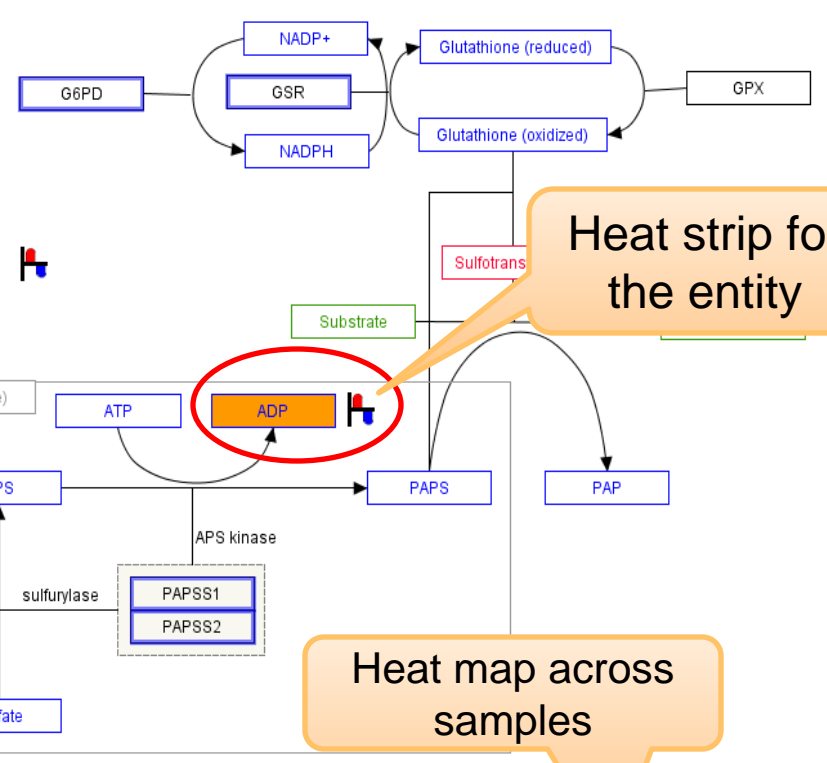 NADP+
Glutathione (reduced)
G6PD
GSR
GPX
NADPH
Glutathione (oxidized)
Heat strip fo
the entity
Sulfotrans
Substrate
e)
ATP
ADP
PS
PAPS
PAP
APS kinase
sulfurylase
PAPSS1
PAPSS2
Heat map across
samples
fate